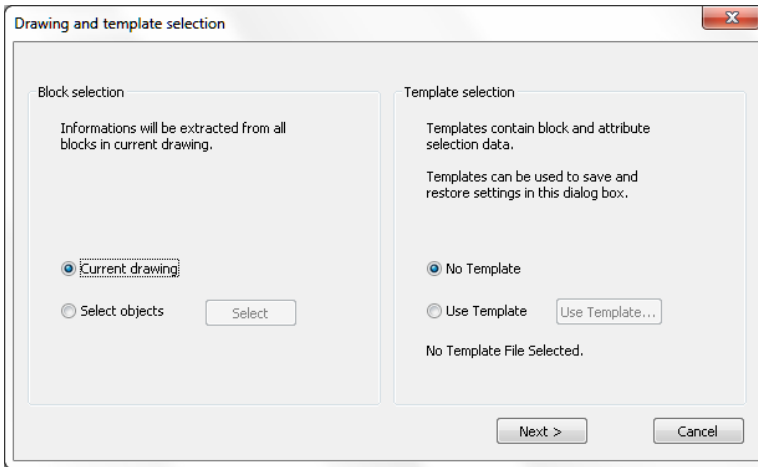 Drawing and template selection
Block selection
Informations will be extracted from all
blocks in current drawing.
Current drawing
Select objects
Select
Template selection
Templates contain block and attribute
selection data.
Templates can be used to save and
restore settings in this dialog box.
No Template
Use Template
Use Template...
No Template File Selected.
Next >
Cancel